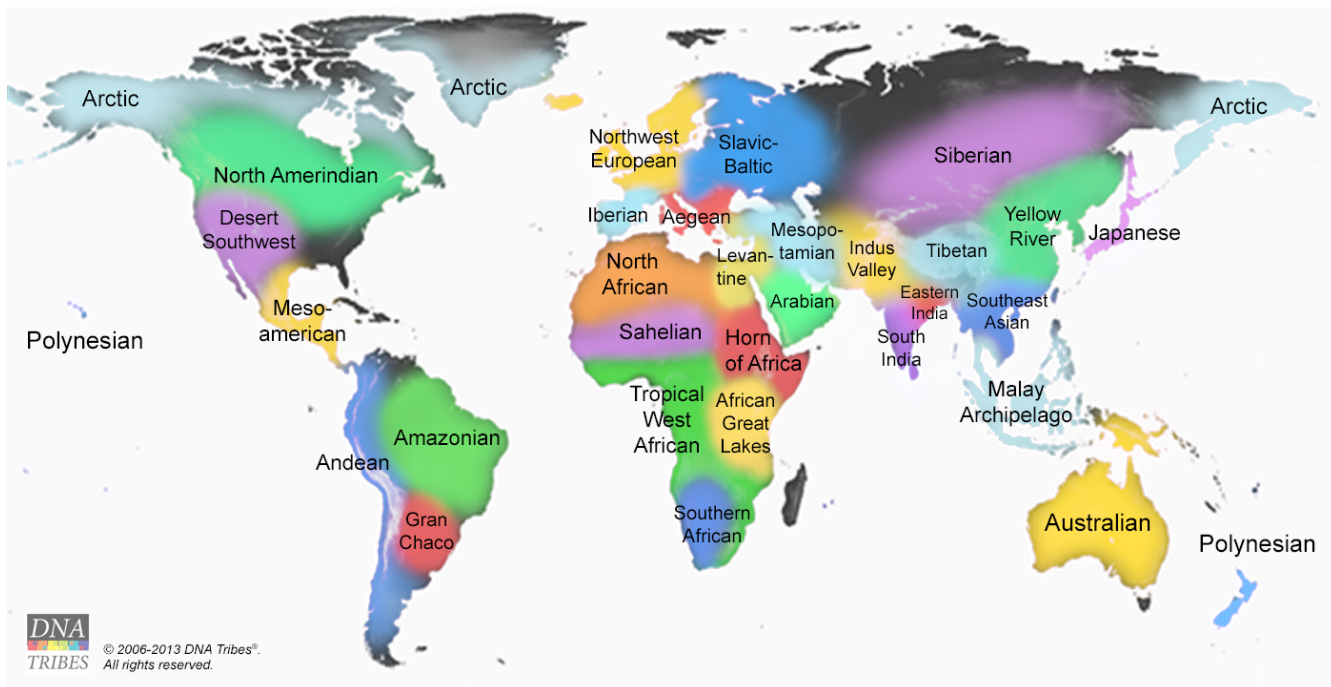 Arctic
Arctic
Arctic
Northwest
European
Slavic-
Baltic
Siberian
North Amerindian
Desert
Southwest
Iberian
Aegean
Mesopo-
tamian
Levan-
tine
Indus
Valley
Tibetan
Yellow
River
Japanese
North
African
Arabian
Eastern
India
Southeast
Asian
Meso-
american
Polynesian
Sahelian
Horn
of Africa
South
India
Tropical
West
African
African
Great
Lakes
Malay
Archipelago
Amazonian
Andean
Gran
Chaco
Southern
African
Australian
Polynesian
DNA
TRIBES
© 2006-2013 DNA Tribes®.
All rights reserved.